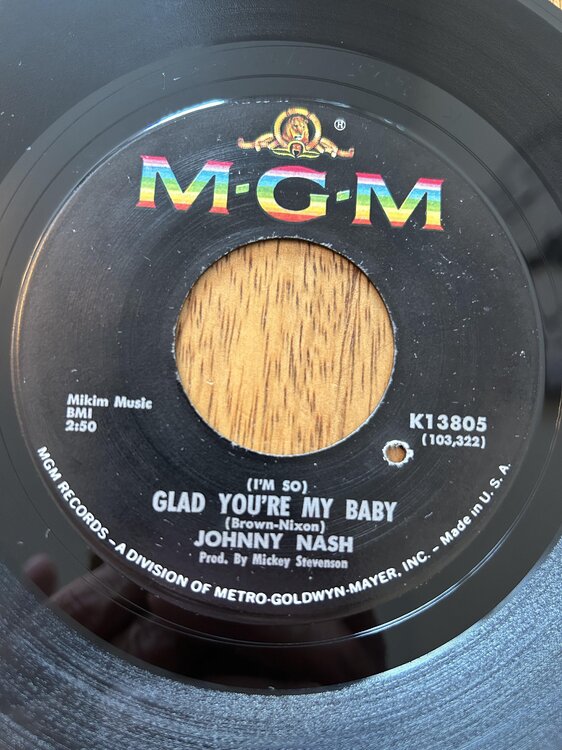 ®
M-G-M
Mikim Music
BMI
2:50
K13805
(103,322)
(I'M SO)
GLAD YOU'RE MY BABY
(Brown-Nixon)
JOHNNY NASH
Prod. By Mickey Stevenson
MGM RECORDS – A DIVISION OF METRO-GOLDWYN-MAYER, INC. – Made in U. S. A.